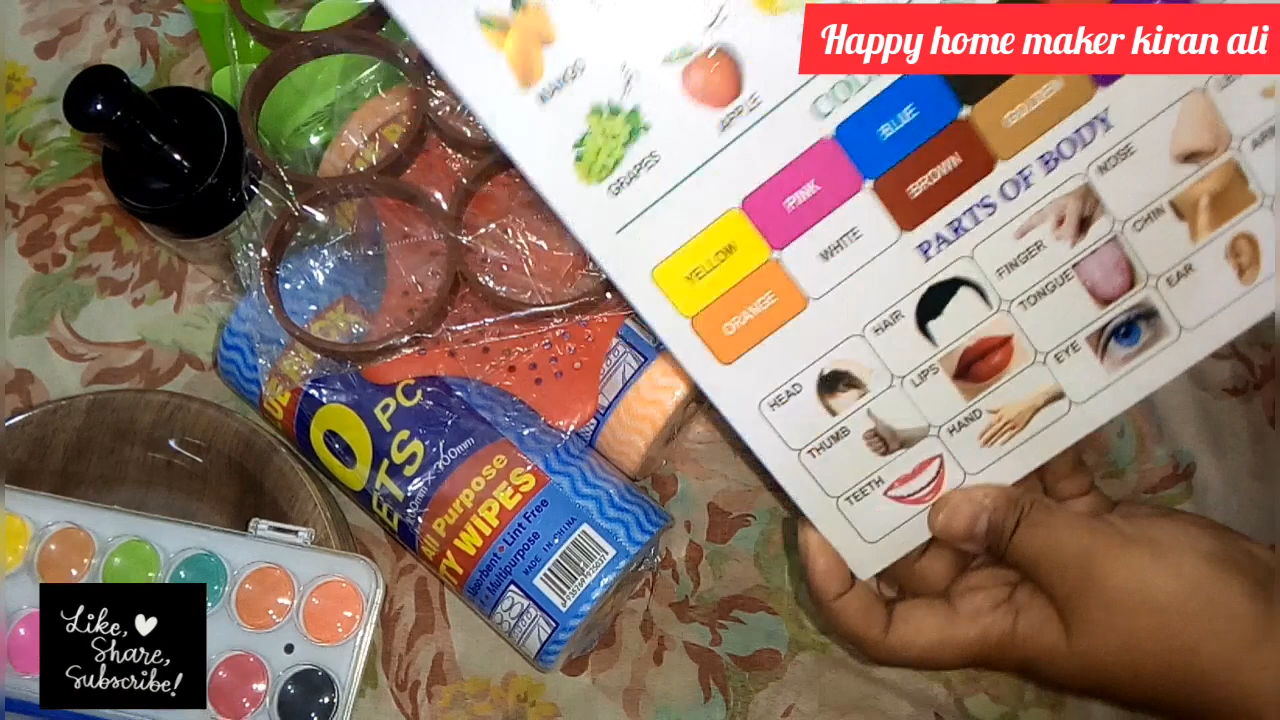 Happy home maker kiran ali
MANGO
APPLE
GRAPES
BLUE
GOLDEN
PINK
BROWN
YELLOW
WHITE
ORANGE
PARTS OF BODY
NOSE
FINGER
CHIN
HAIR
TONGUE
EAR
HEAD
LIPS
EYE
THUMB
HAND
TEETH
PC
All Purpose
WIPES
Lint Free
Multipurpose
MADE IN CHINA
Like,
Share,
Subscribe!